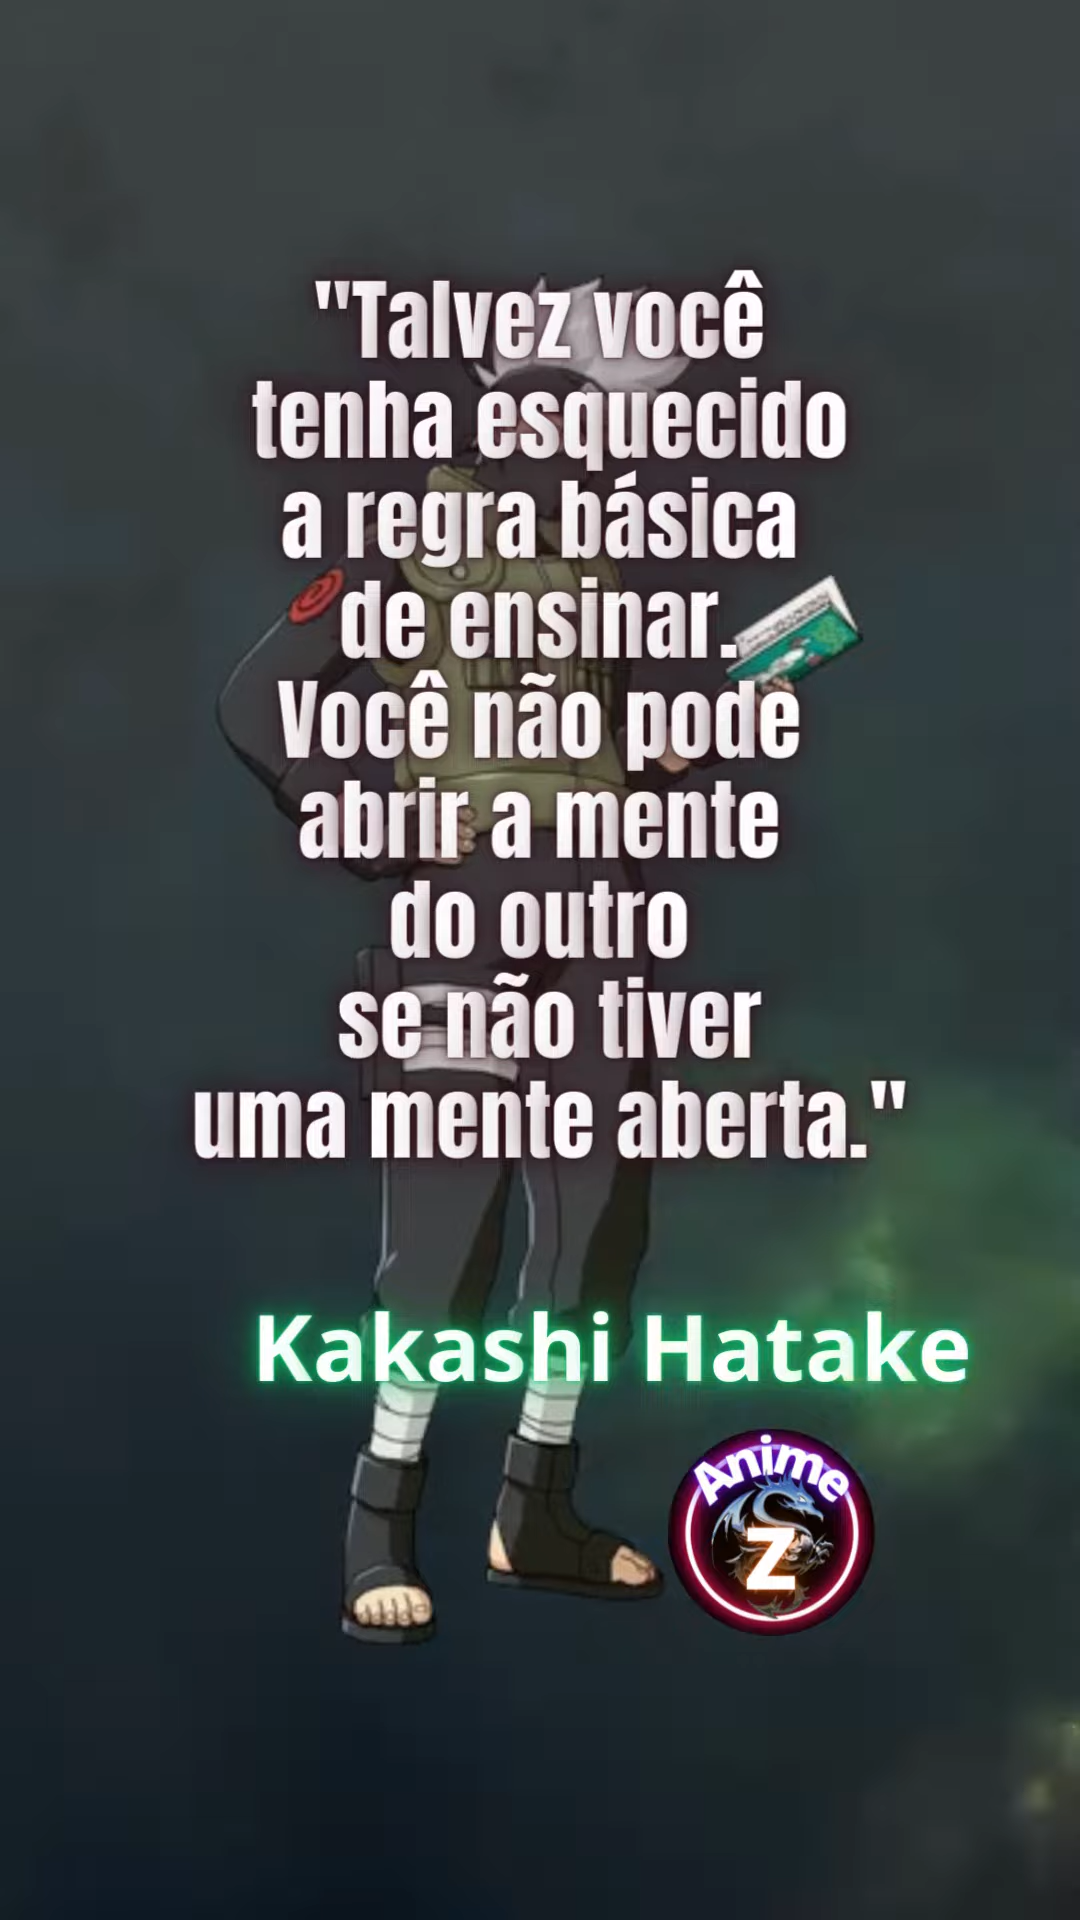 "Talvez você
tenha esquecido
a regra básica
de ensinar.
Você não pode
abrir a mente
do outro
se não tiver
uma mente aberta."
Kakashi Hatake
Anime
Z